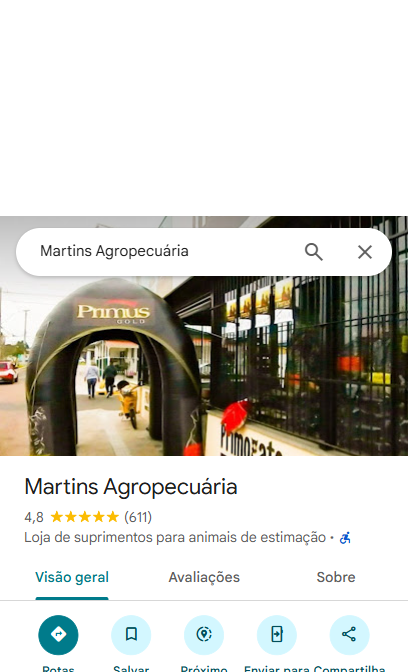 Martins Agropecuária
Primus
GOLD
Primogato
Martins Agropecuária
4,8 (611)
Loja de suprimentos para animais de estimação ·
Visão geral Avaliações Sobre
Rotas Salvar Próximo Enviar para Compartilha